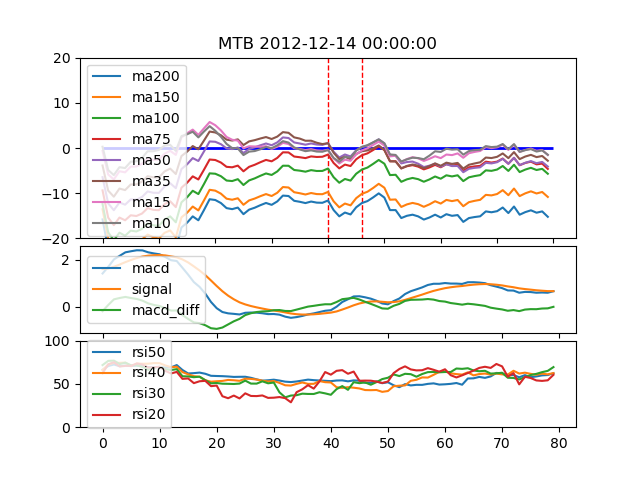 MTB 2012-12-14 00:00:00
20
10
0
−10
−20
ma200
ma150
ma100
ma75
ma50
ma35
ma15
ma10
2
0
macd
signal
macd_diff
100
50
0
rsi50
rsi40
rsi30
rsi20
0 10 20 30 40 50 60 70 80